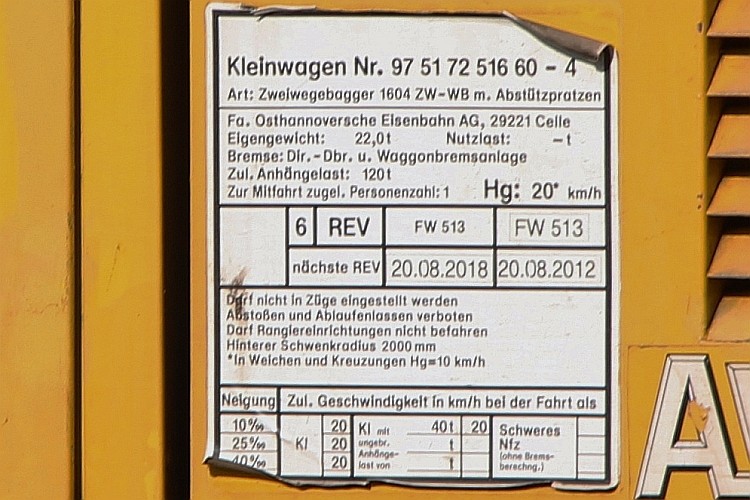 Kleinwagen Nr. 97 51 72 516 60 - 4
Art: Zweiwegebagger 1604 ZW-WB m. Abstützpratzen
Fa. Osthannoversche Eisenbahn AG, 29221 Celle
Eigengewicht: 22,0t Nutzlast: -t
Bremse: Dir.-Dbr. u. Waggonbremsanlage
Zul. Anhängelast: 120t
Zur Mitfahrt zugel. Personenzahl: 1 Hg: 20* km/h
6 REV FW 513 FW 513
nächste REV 20.08.2018 20.08.2012
Darf nicht in Züge eingestellt werden
Abstoßen und Ablaufenlassen verboten
Darf Rangiereinrichtungen nicht befahren
Hinterer Schwenkradius 2000 mm
*In Weichen und Kreuzungen Hg=10 km/h
Neigung Zul. Geschwindigkeit in km/h bei der Fahrt als
10‰ 20 Kl mit 40t 20 Schweres
25‰ Kl 20 ungebr. t Nfz
40‰ 20 Anhänge- t (ohne Brems-
last von berechng.)
A